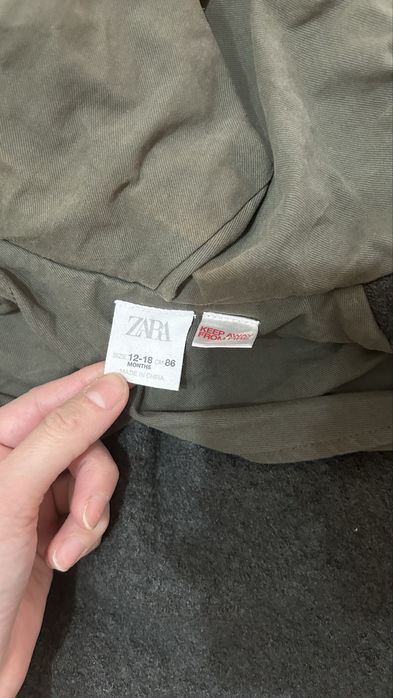 ZARA
SIZE 12-18 CM 86
MONTHS
MADE IN CHINA
KEEP AWAY
FROM FIRE